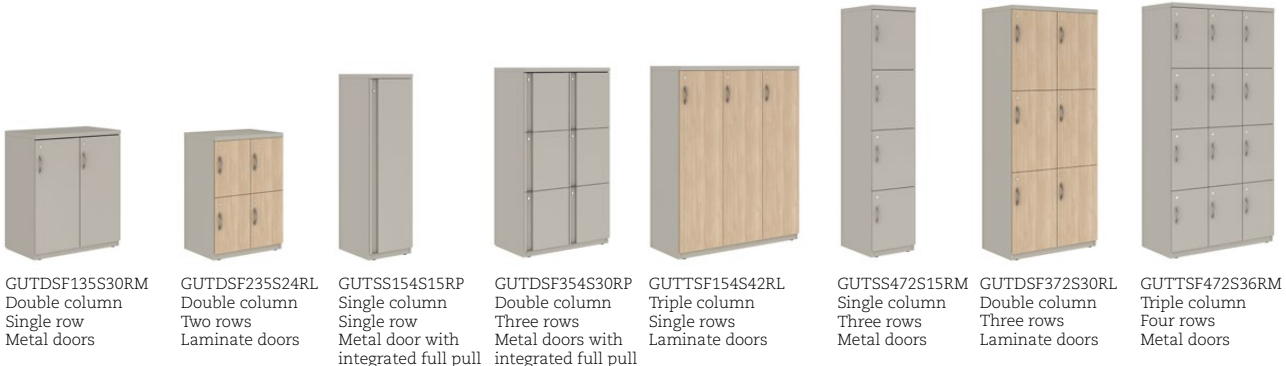 GUTDSF135S30RM
Double column
Single row
Metal doors
GUTDSF235S24RL
Double column
Two rows
Laminate doors
GUTSS154S15RP
Single column
Single row
Metal door with
integrated full pull
GUTDSF354S30RP
Double column
Three rows
Metal doors with
integrated full pull
GUTTSF154S42RL
Triple column
Single rows
Laminate doors
GUTSS472S15RM
Single column
Three rows
Metal doors
GUTDSF372S30RL
Double column
Three rows
Laminate doors
GUTTSF472S36RM
Triple column
Four rows
Metal doors